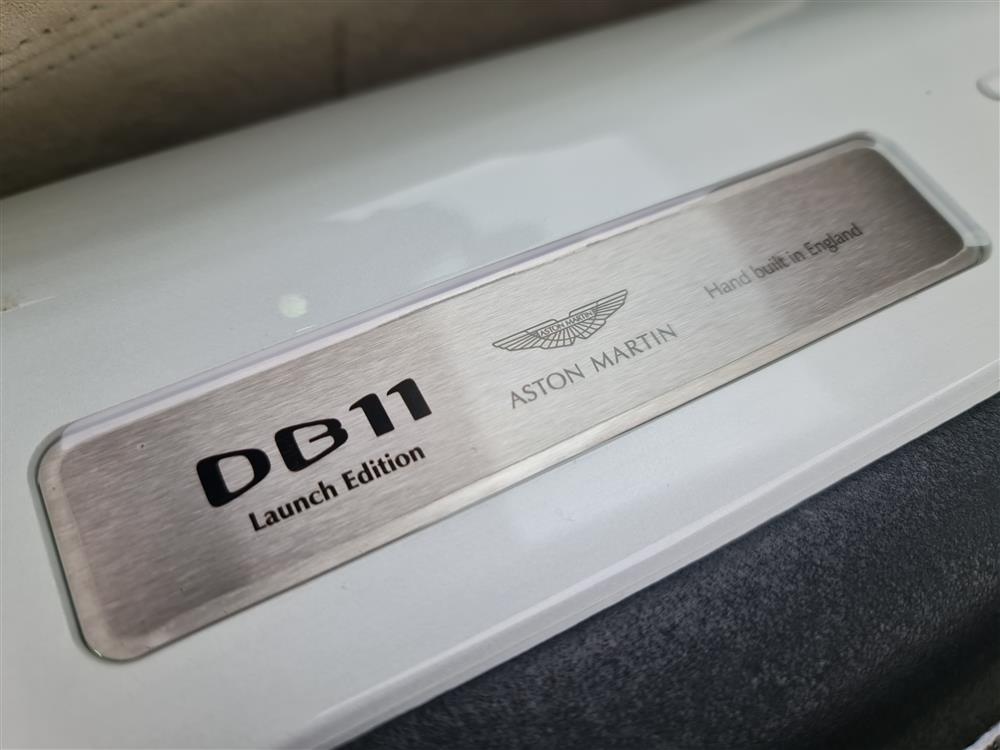 DB11
Launch Edition
ASTON MARTIN
ASTON MARTIN
Hand built in England